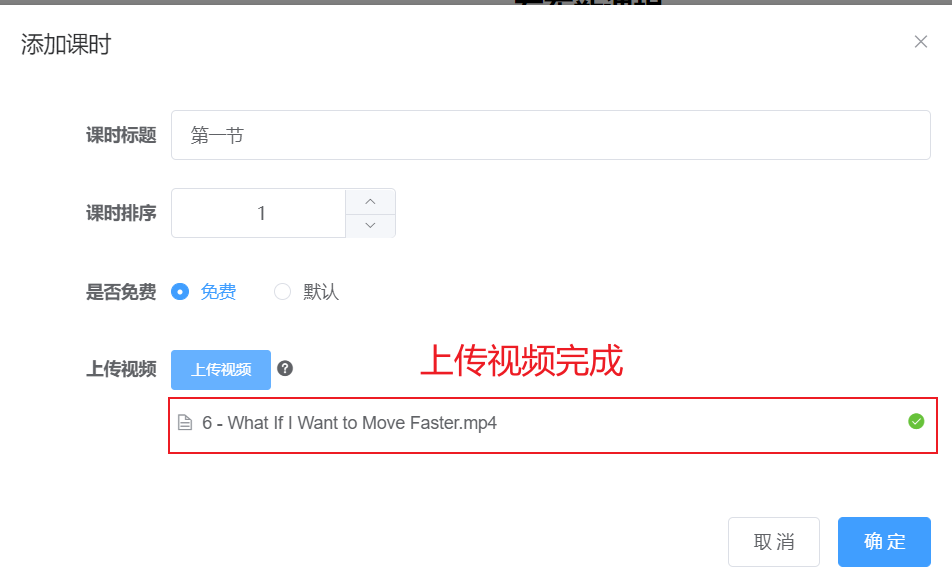 添加课时
课时标题 第一节
课时排序 1
是否免费 免费 默认
上传视频 上传视频 ? 上传视频完成
6 - What If I Want to Move Faster.mp4
取消 确定